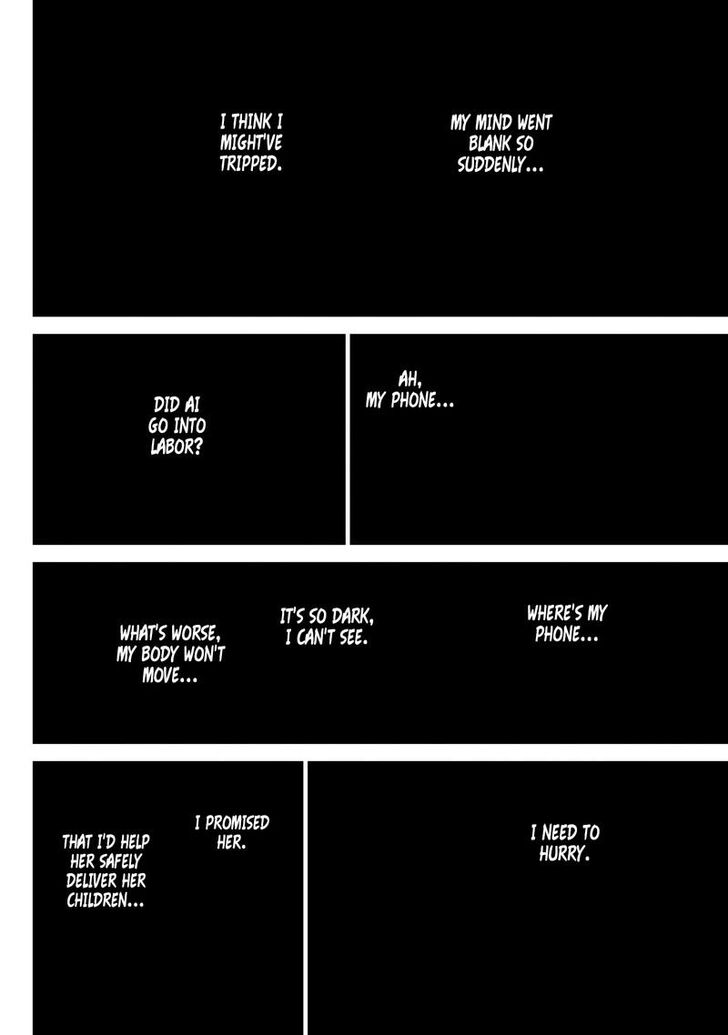 MY MIND WENT
BLANK SO
SUDDENLY...
I THINK I
MIGHT'VE
TRIPPED.
AH,
MY PHONE...
DID AI
GO INTO
LABOR?
WHERE'S MY
PHONE...
IT'S SO DARK,
I CAN'T SEE.
WHAT'S WORSE,
MY BODY WON'T
MOVE...
I NEED TO
HURRY.
I PROMISED
HER.
THAT I'D HELP
HER SAFELY
DELIVER HER
CHILDREN...